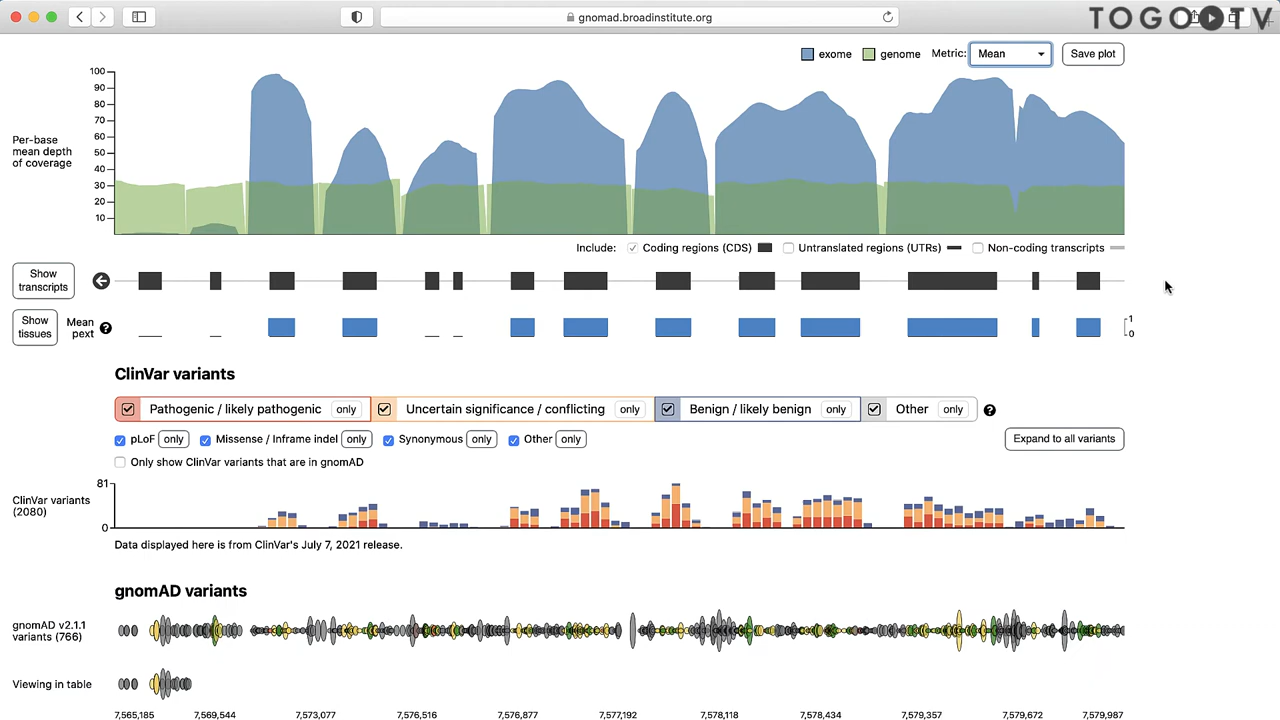 gnomad.broadinstitute.org
TOGO TV
exome
genome
Metric:
Mean
Save plot
100
90
80
70
60
50
40
30
20
10
Per-base
mean depth
of coverage
Include:
Coding regions (CDS)
Untranslated regions (UTRs)
Non-coding transcripts
Show
transcripts
Show
tissues
Mean
pext
?
1
0
ClinVar variants
Pathogenic / likely pathogenic
only
Uncertain significance / conflicting
only
Benign / likely benign
only
Other
only
?
pLoF
only
Missense / Inframe indel
only
Synonymous
only
Other
only
Expand to all variants
Only show ClinVar variants that are in gnomAD
81
0
ClinVar variants
(2080)
Data displayed here is from ClinVar's July 7, 2021 release.
gnomAD variants
gnomAD v2.1.1
variants (766)
Viewing in table
7,565,185
7,569,544
7,573,077
7,576,516
7,576,877
7,577,192
7,578,118
7,578,434
7,579,357
7,579,672
7,579,987